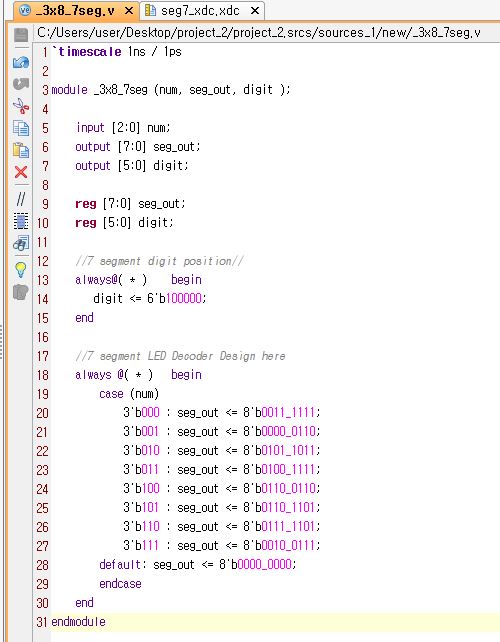 _3x8_7seg.v
seg7_xdc.xdc
C:/Users/user/Desktop/project_2/project_2.srcs/sources_1/new/_3x8_7seg.v
1 `timescale 1ns / 1ps
2
3 module _3x8_7seg (num, seg_out, digit );
4
5 input [2:0] num;
6 output [7:0] seg_out;
7 output [5:0] digit;
8
9 reg [7:0] seg_out;
10 reg [5:0] digit;
11
12 //7 segment digit position//
13 always@( * ) begin
14 digit <= 6'b100000;
15 end
16
17 //7 segment LED Decoder Design here
18 always @( * ) begin
19 case (num)
20 3'b000 : seg_out <= 8'b0011_1111;
21 3'b001 : seg_out <= 8'b0000_0110;
22 3'b010 : seg_out <= 8'b0101_1011;
23 3'b011 : seg_out <= 8'b0100_1111;
24 3'b100 : seg_out <= 8'b0110_0110;
25 3'b101 : seg_out <= 8'b0110_1101;
26 3'b110 : seg_out <= 8'b0111_1101;
27 3'b111 : seg_out <= 8'b0010_0111;
28 default: seg_out <= 8'b0000_0000;
29 endcase
30 end
31 endmodule